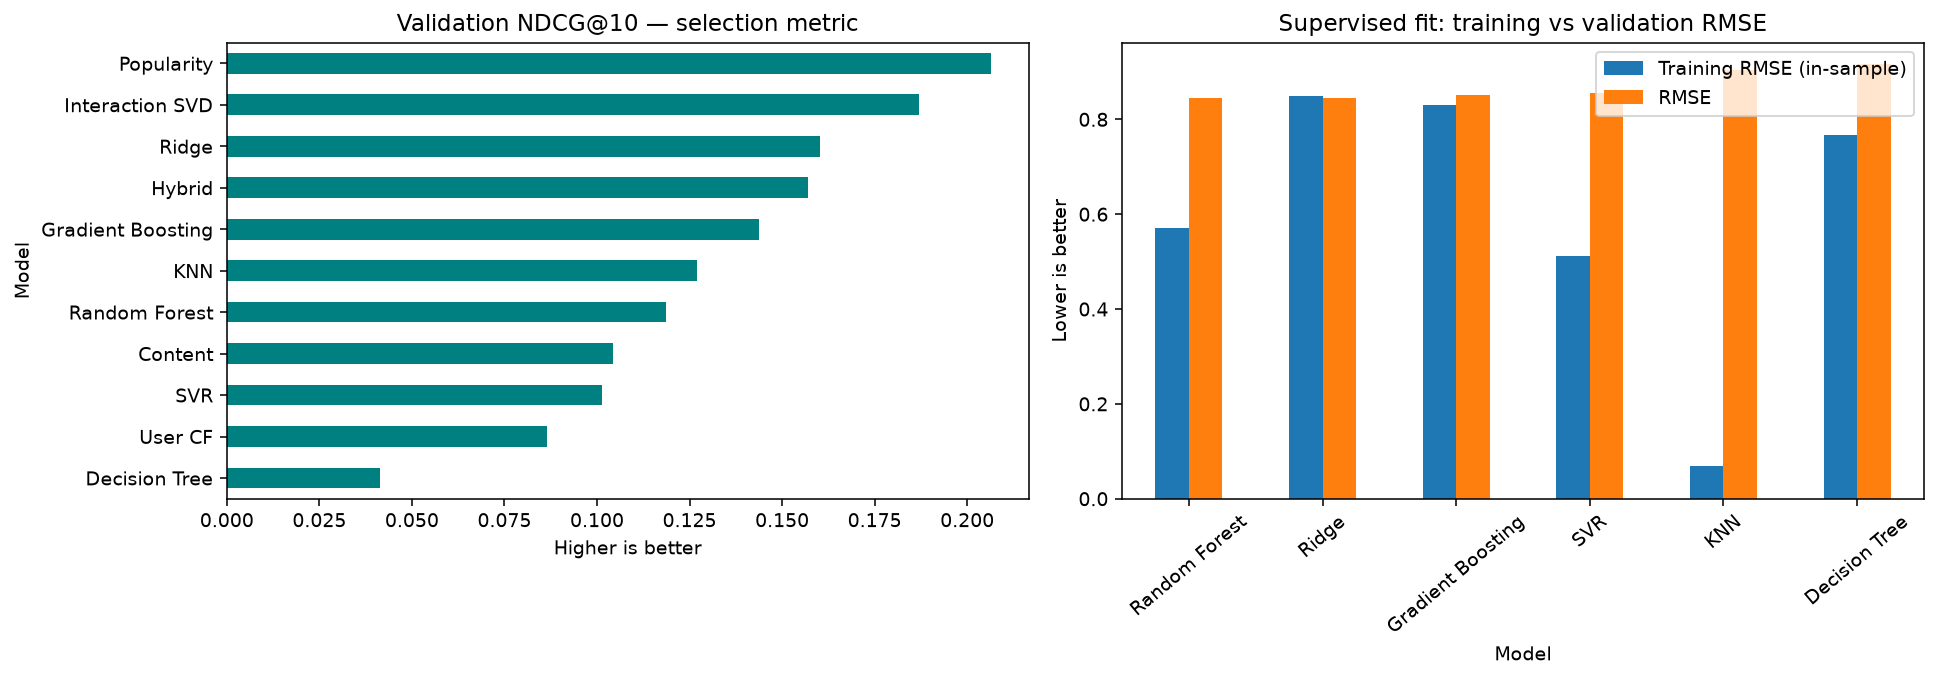 Validation NDCG@10 — selection metric
Model
Popularity
Interaction SVD
Ridge
Hybrid
Gradient Boosting
KNN
Random Forest
Content
SVR
User CF
Decision Tree
0.000 0.025 0.050 0.075 0.100 0.125 0.150 0.175 0.200
Higher is better
Supervised fit: training vs validation RMSE
Training RMSE (in-sample)
RMSE
Lower is better
0.8
0.6
0.4
0.2
0.0
Random Forest
Ridge
Gradient Boosting
SVR
KNN
Decision Tree
Model